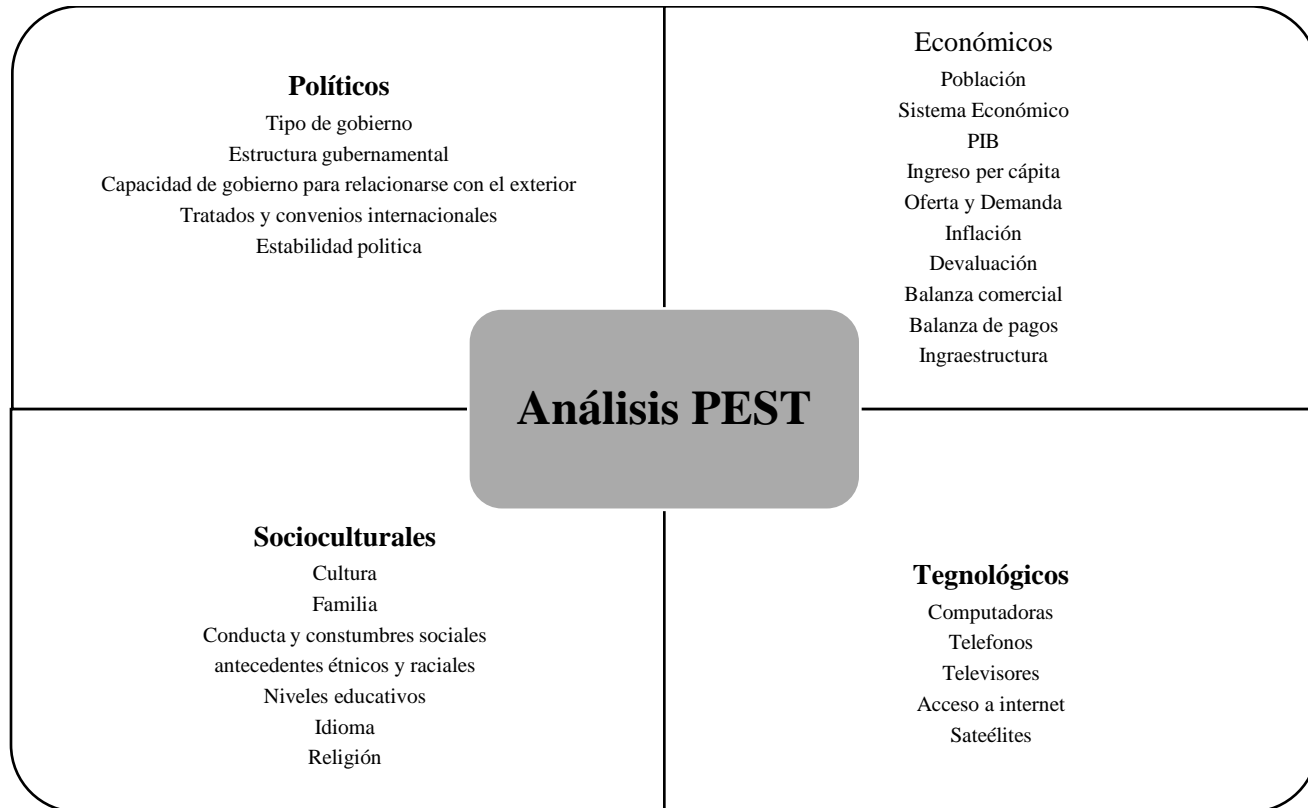 Políticos
Tipo de gobierno
Estructura gubernamental
Capacidad de gobierno para relacionarse con el exterior
Tratados y convenios internacionales
Estabilidad politica
Económicos
Población
Sistema Económico
PIB
Ingreso per cápita
Oferta y Demanda
Inflación
Devaluación
Balanza comercial
Balanza de pagos
Ingraestructura
Análisis PEST
Socioculturales
Cultura
Familia
Conducta y constumbres sociales
antecedentes étnicos y raciales
Niveles educativos
Idioma
Religión
Tegnológicos
Computadoras
Telefonos
Televisores
Acceso a internet
Sateélites